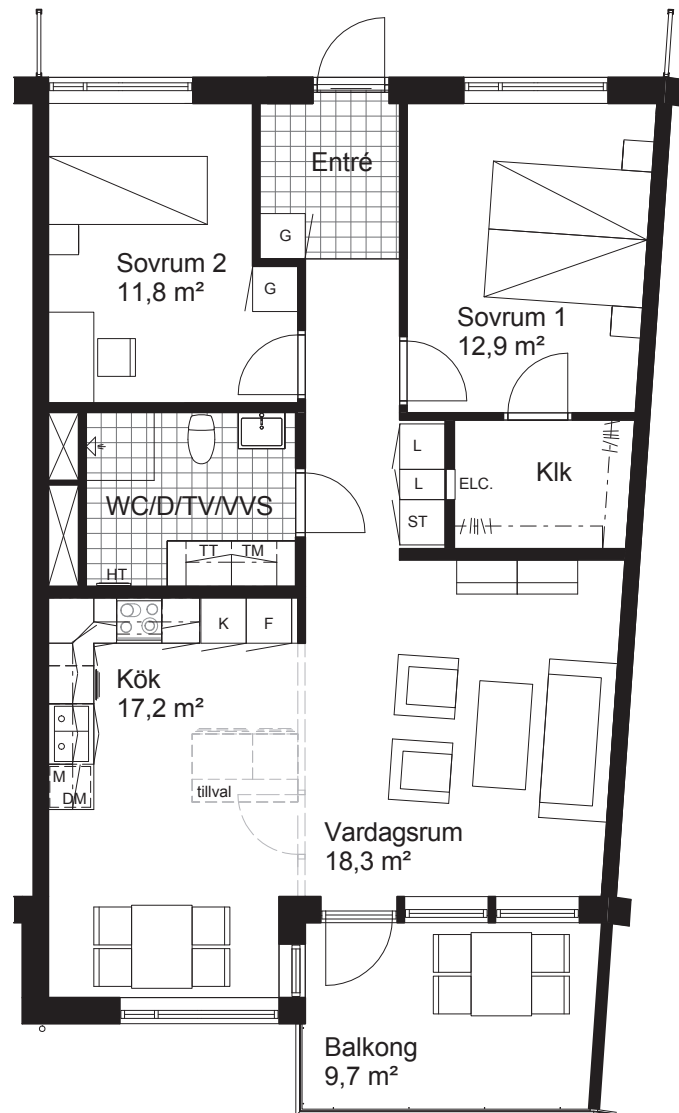 Entré
G
Sovrum 2
11,8 m²
G
Sovrum 1
12,9 m²
L
L
ST
ELC.
Klk
WC/D/TV/VVS
TT
TM
HT
K
F
Kök
17,2 m²
M
DM
tillval
Vardagsrum
18,3 m²
Balkong
9,7 m²